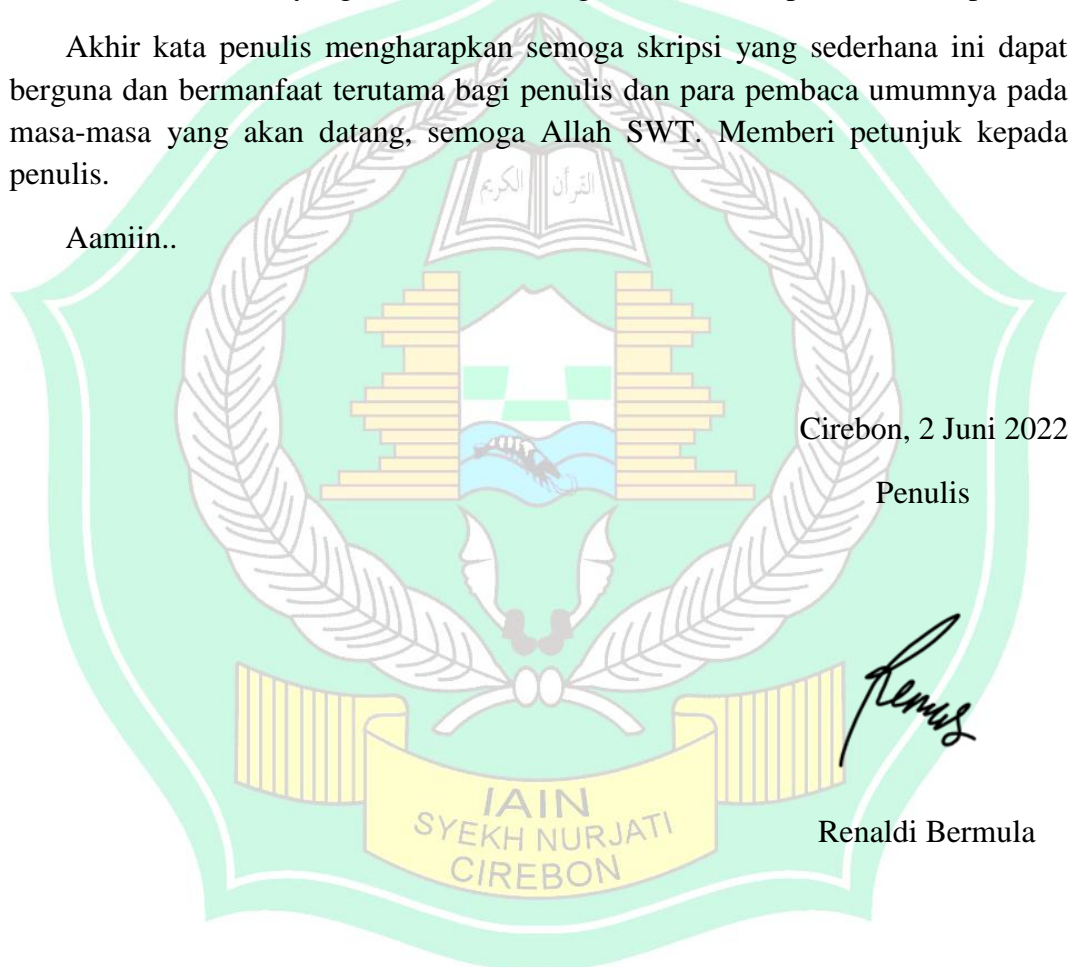 Akhir kata penulis mengharapkan semoga skripsi yang sederhana ini dapat
berguna dan bermanfaat terutama bagi penulis dan para pembaca umumnya pada
masa-masa yang akan datang, semoga Allah SWT. Memberi petunjuk kepada
penulis.
القرأن الكريم
Aamiin..
Cirebon, 2 Juni 2022
Penulis
Renaldi Bermula
IAIN
SYEKH NURJATI
CIREBON